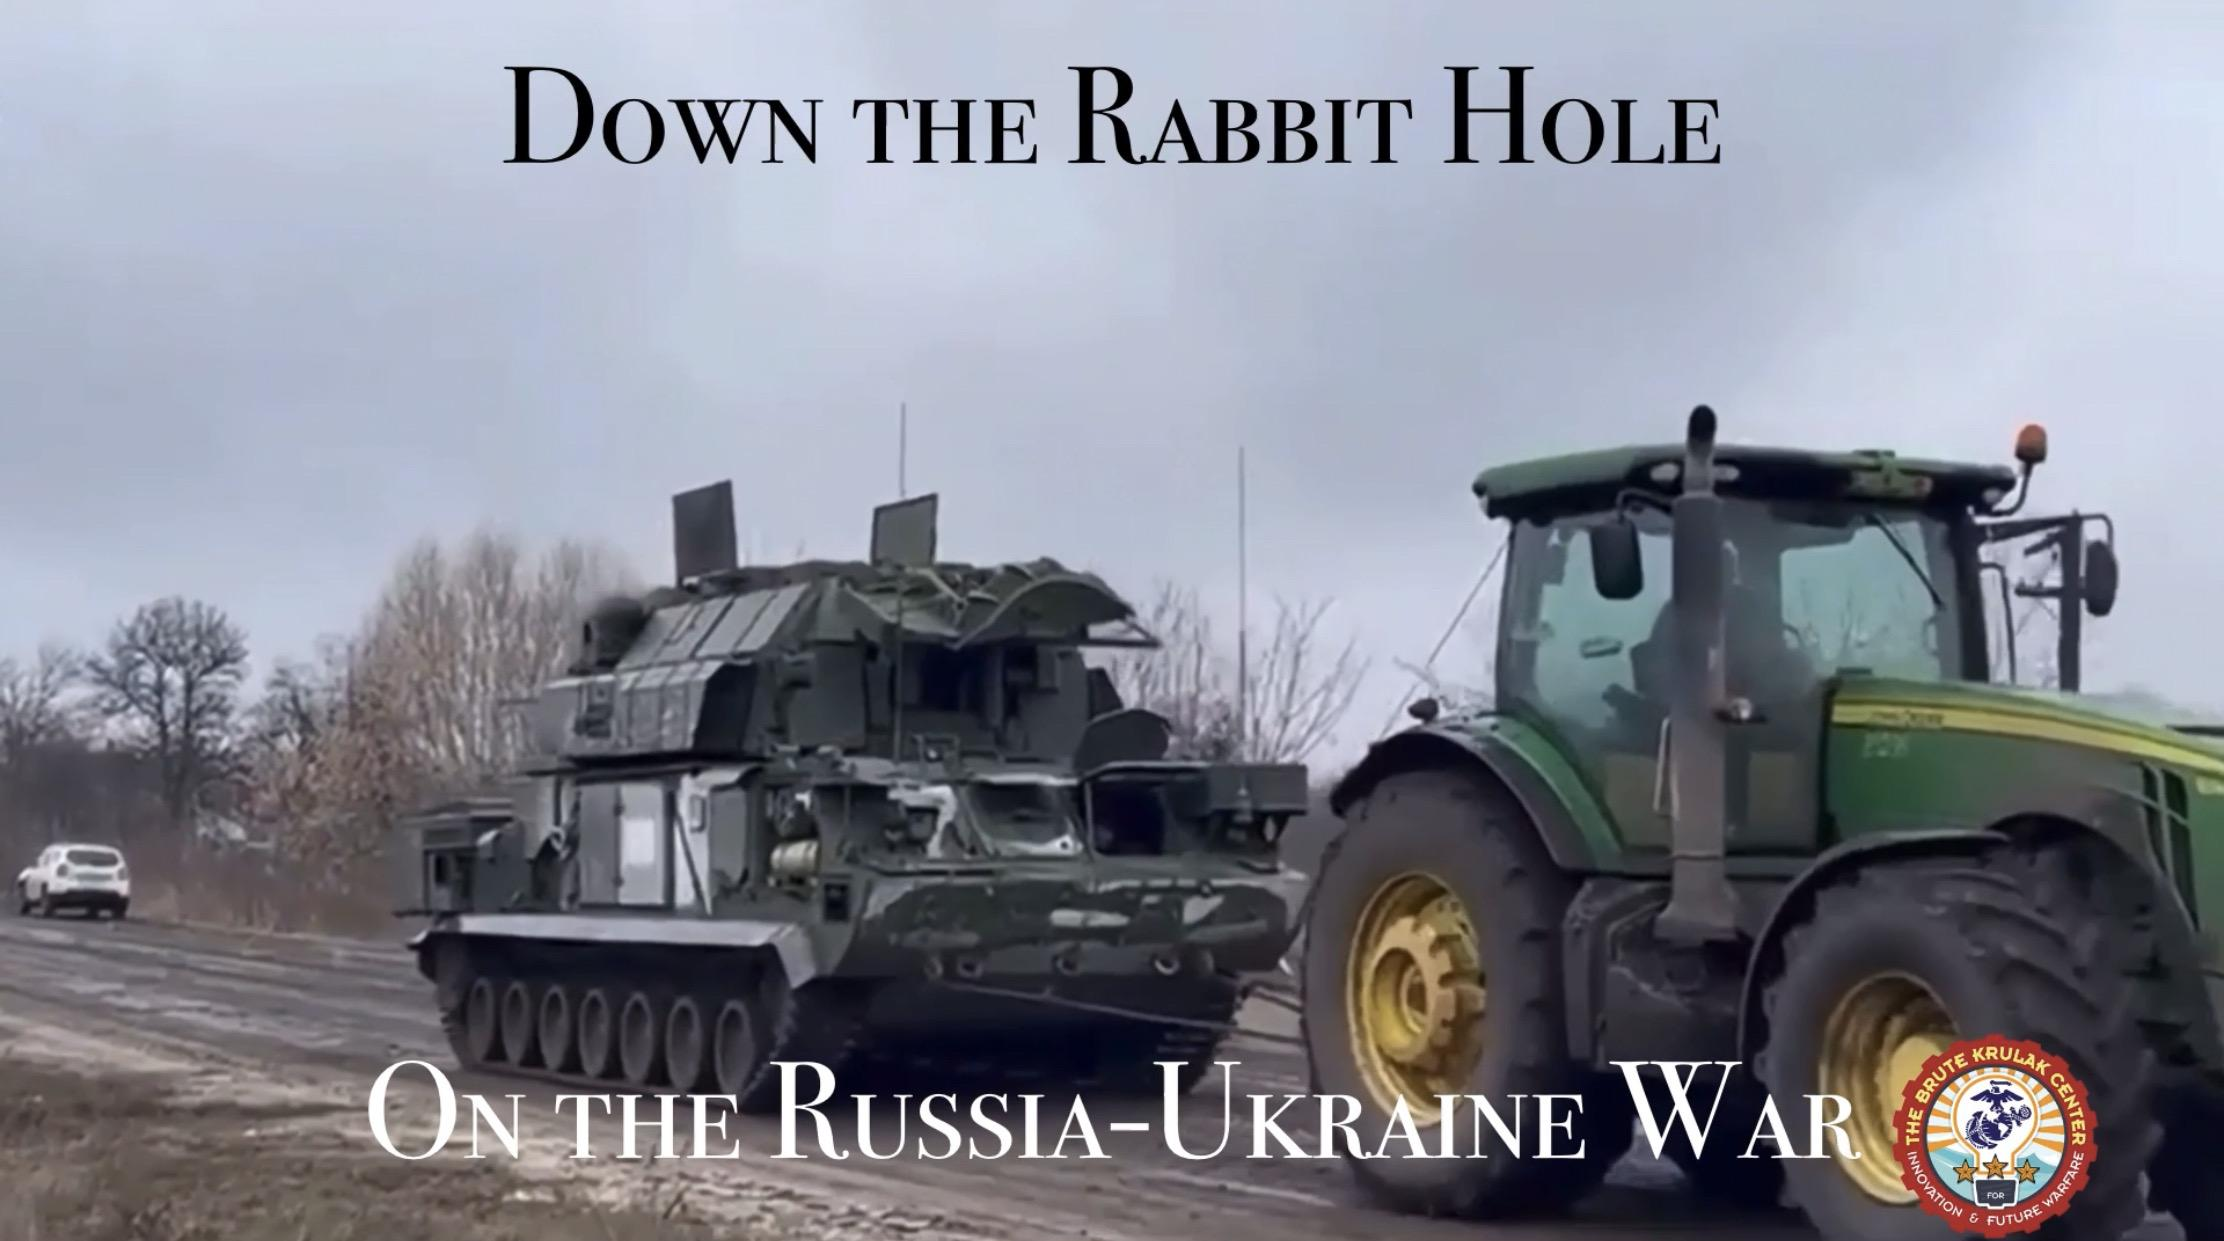 Down the Rabbit Hole
On the Russia-Ukraine War
THE BRUTE KRULAK CENTER
FOR
INNOVATION & FUTURE WARFARE